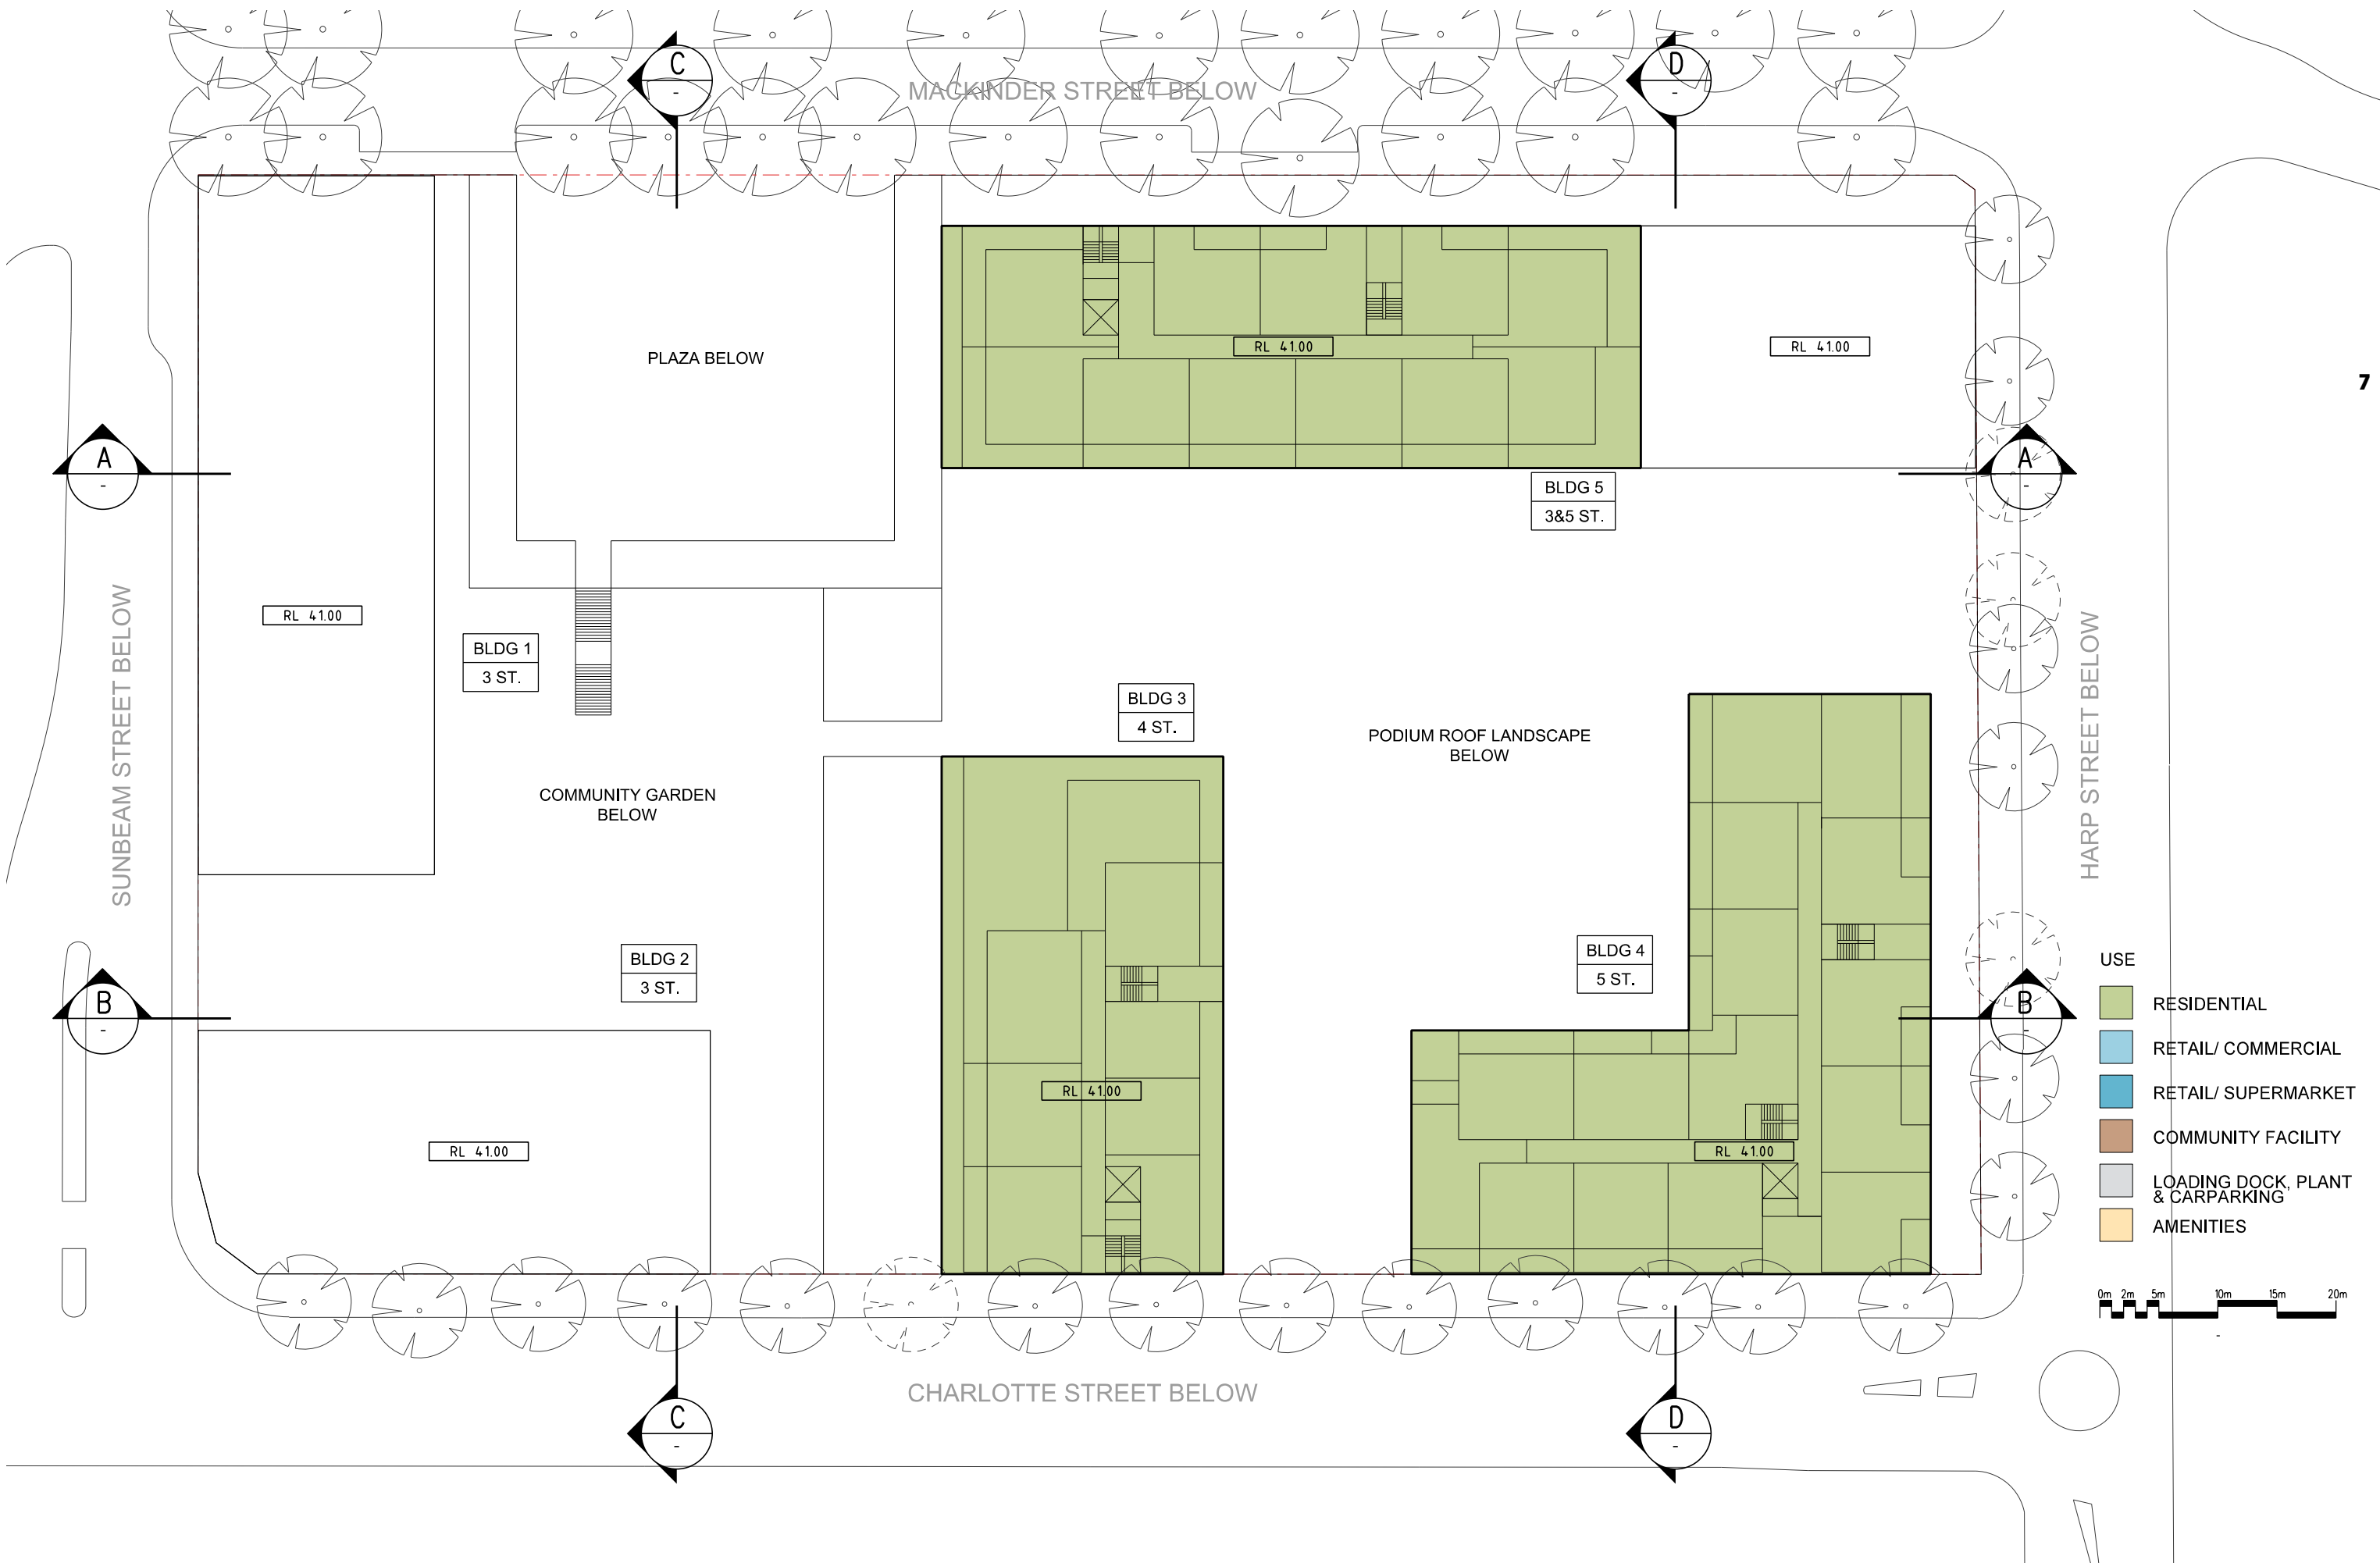 C
-
D
-
MACKINDER STREET BELOW
PLAZA BELOW
RL 41.00
RL 41.00
7
A
-
A
-
BLDG 5
3&5 ST.
SUNBEAM STREET BELOW
RL 41.00
BLDG 1
3 ST.
BLDG 3
4 ST.
HARP STREET BELOW
PODIUM ROOF LANDSCAPE
BELOW
COMMUNITY GARDEN
BELOW
BLDG 2
3 ST.
BLDG 4
5 ST.
B
-
B
-
RL 41.00
RL 41.00
RL 41.00
USE
RESIDENTIAL
RETAIL/ COMMERCIAL
RETAIL/ SUPERMARKET
COMMUNITY FACILITY
LOADING DOCK, PLANT
& CARPARKING
AMENITIES
0m 2m 5m 10m 15m 20m
-
CHARLOTTE STREET BELOW
C
-
D
-